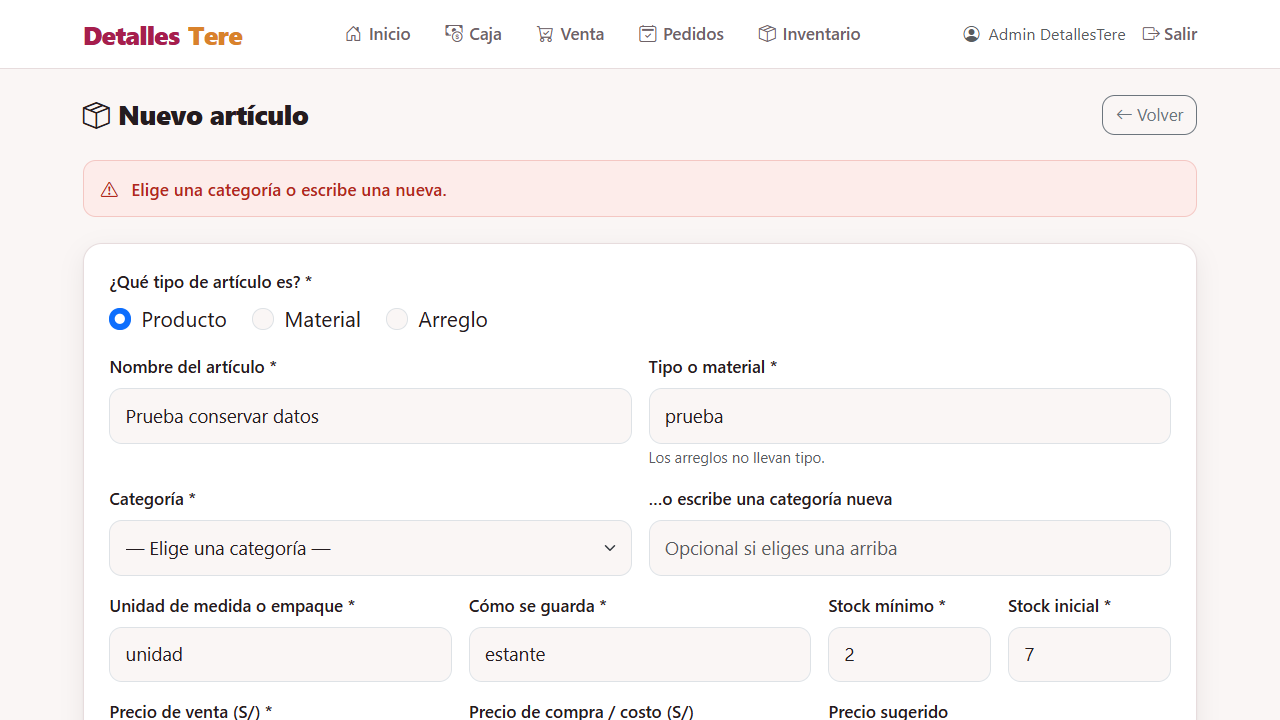 Detalles Tere Inicio Caja Venta Pedidos Inventario Admin DetallesTere Salir
Nuevo artículo ← Volver
Elige una categoría o escribe una nueva.
¿Qué tipo de artículo es? *
Producto Material Arreglo
Nombre del artículo * Tipo o material *
Prueba conservar datos prueba
Los arreglos no llevan tipo.
Categoría * ...o escribe una categoría nueva
— Elige una categoría — Opcional si eliges una arriba
Unidad de medida o empaque * Cómo se guarda * Stock mínimo * Stock inicial *
unidad estante 2 7
Precio de venta (S/) * Precio de compra / costo (S/) Precio sugerido